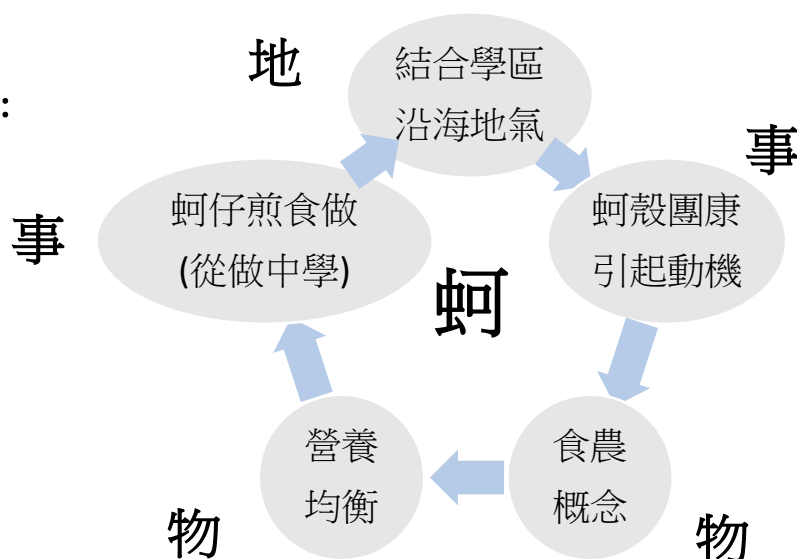 地
結合學區
沿海地氣
:
事
蚵殼團康
引起動機
事
蚵仔煎食做
(從做中學)
蚵
營養
均衡
食農
概念
物
物